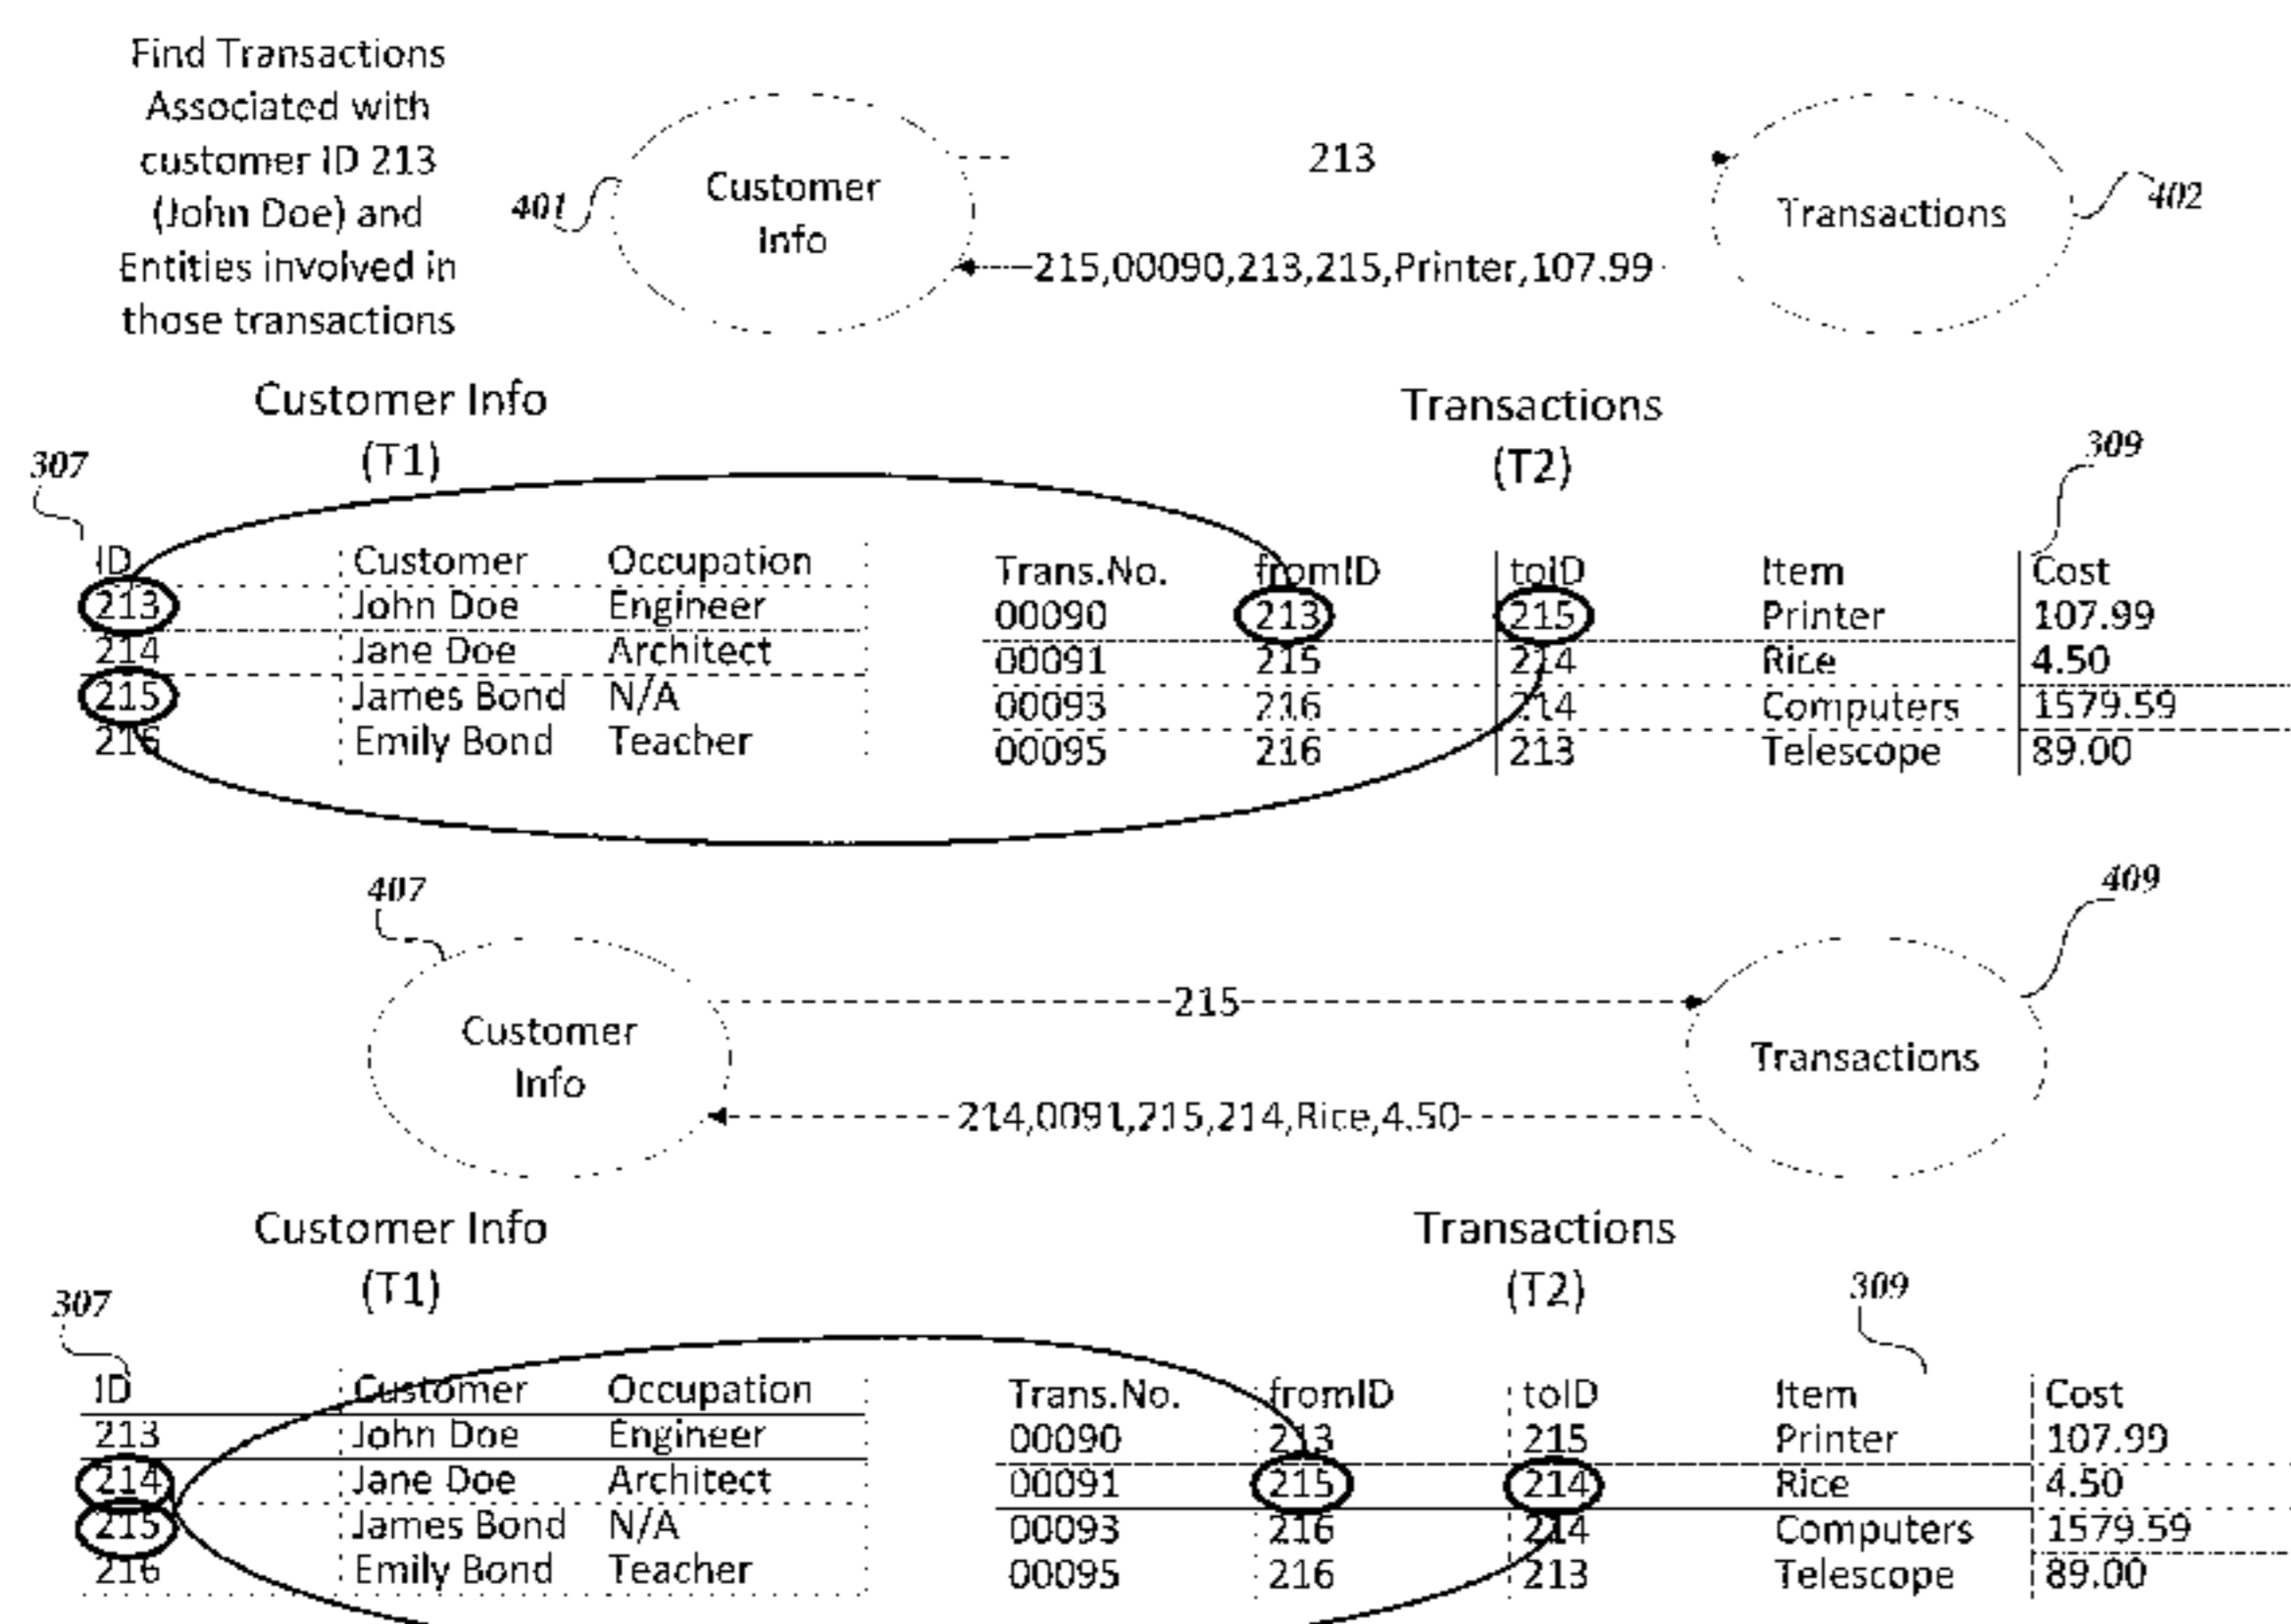 Find Transactions
Associated with
customer ID 213
(John Doe) and
Entities involved in
those transactions
401
Customer
Info
213
215,00090,213,215,Printer,107.99
Transactions
402
Customer Info
(T1)
Transactions
(T2)
307
309
ID Customer Occupation
213 John Doe Engineer
214 Jane Doe Architect
215 James Bond N/A
216 Emily Bond Teacher
Trans.No. fromID toID Item Cost
00090 213 215 Printer 107.99
00091 215 214 Rice 4.50
00093 216 214 Computers 1579.59
00095 216 213 Telescope 89.00
407
409
Customer
Info
215
214,0091,215,214,Rice,4.50
Transactions
Customer Info
(T1)
Transactions
(T2)
307
309
ID Customer Occupation
213 John Doe Engineer
214 Jane Doe Architect
215 James Bond N/A
216 Emily Bond Teacher
Trans.No. fromID toID Item Cost
00090 213 215 Printer 107.99
00091 215 214 Rice 4.50
00093 216 214 Computers 1579.59
00095 216 213 Telescope 89.00